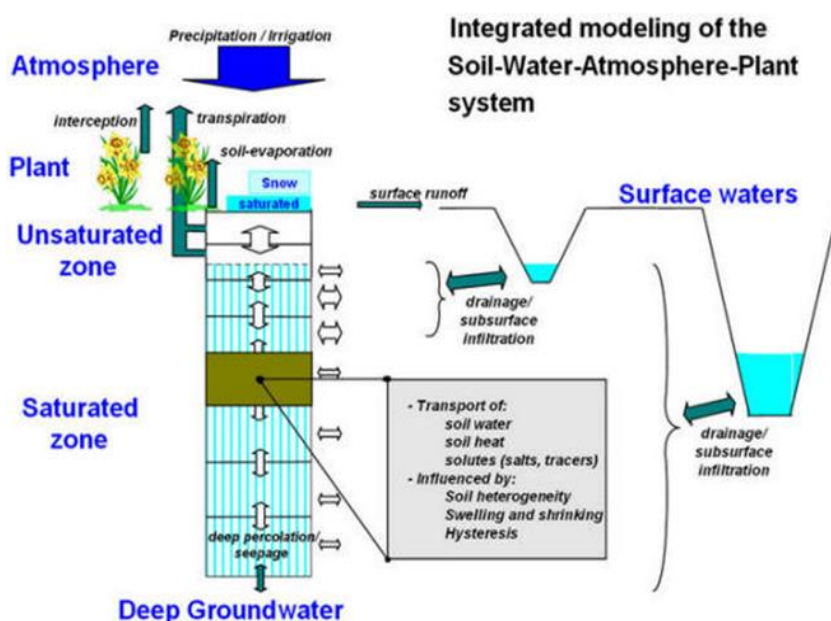 Integrated modeling of the
Soil-Water-Atmosphere-Plant
system
Precipitation / Irrigation
Atmosphere
interception
transpiration
Plant
soil-evaporation
Snow
saturated
surface runoff
Surface waters
Unsaturated
zone
drainage/
subsurface
infiltration
Saturated
zone
- Transport of:
soil water
soil heat
solutes (salts, tracers)
- Influenced by:
Soil heterogeneity
Swelling and shrinking
Hysteresis
drainage/
subsurface
infiltration
deep percolation/
seepage
Deep Groundwater